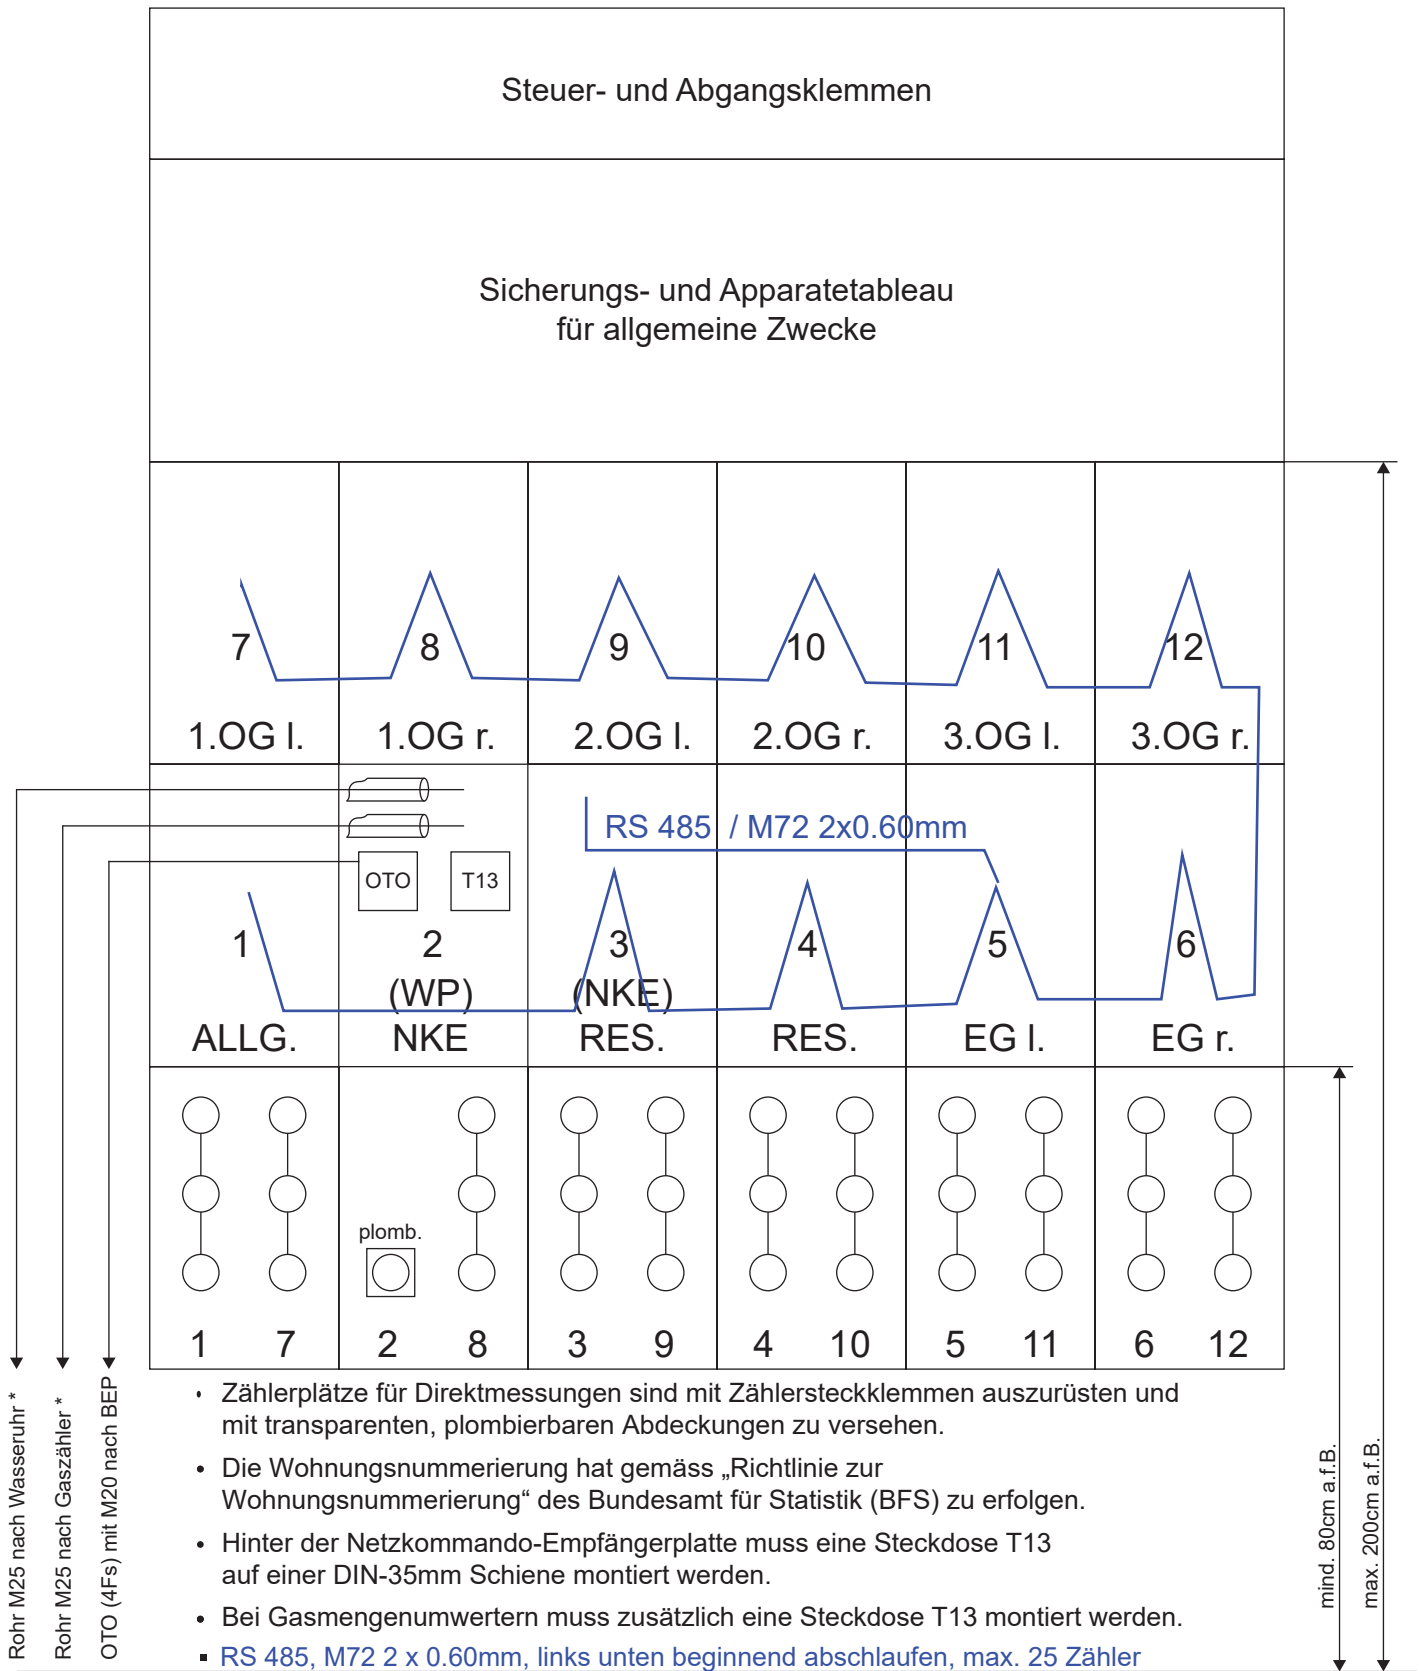 Steuer- und Abgangsklemmen
Sicherungs- und Apparatetableau
für allgemeine Zwecke
7 8 9 10 11 12
1.OG l. 1.OG r. 2.OG l. 2.OG r. 3.OG l. 3.OG r.
RS 485 / M72 2x0.60mm
OTO T13
1 2 3 4 5 6
(WP) (NKE)
ALLG. NKE RES. RES. EG l. EG r.
plomb.
1 7 2 8 3 9 4 10 5 11 6 12
Rohr M25 nach Wasseruhr *
Rohr M25 nach Gaszähler *
OTO (4Fs) mit M20 nach BEP
• Zählerplätze für Direktmessungen sind mit Zählersteckklemmen auszurüsten und
mit transparenten, plombierbaren Abdeckungen zu versehen.
• Die Wohnungsnummerierung hat gemäss „Richtlinie zur
Wohnungsnummerierung“ des Bundesamt für Statistik (BFS) zu erfolgen.
• Hinter der Netzkommando-Empfängerplatte muss eine Steckdose T13
auf einer DIN-35mm Schiene montiert werden.
• Bei Gasmengenumwertern muss zusätzlich eine Steckdose T13 montiert werden.
▪ RS 485, M72 2 x 0.60mm, links unten beginnend abschlaufen, max. 25 Zähler
mind. 80cm a.f.B.
max. 200cm a.f.B.